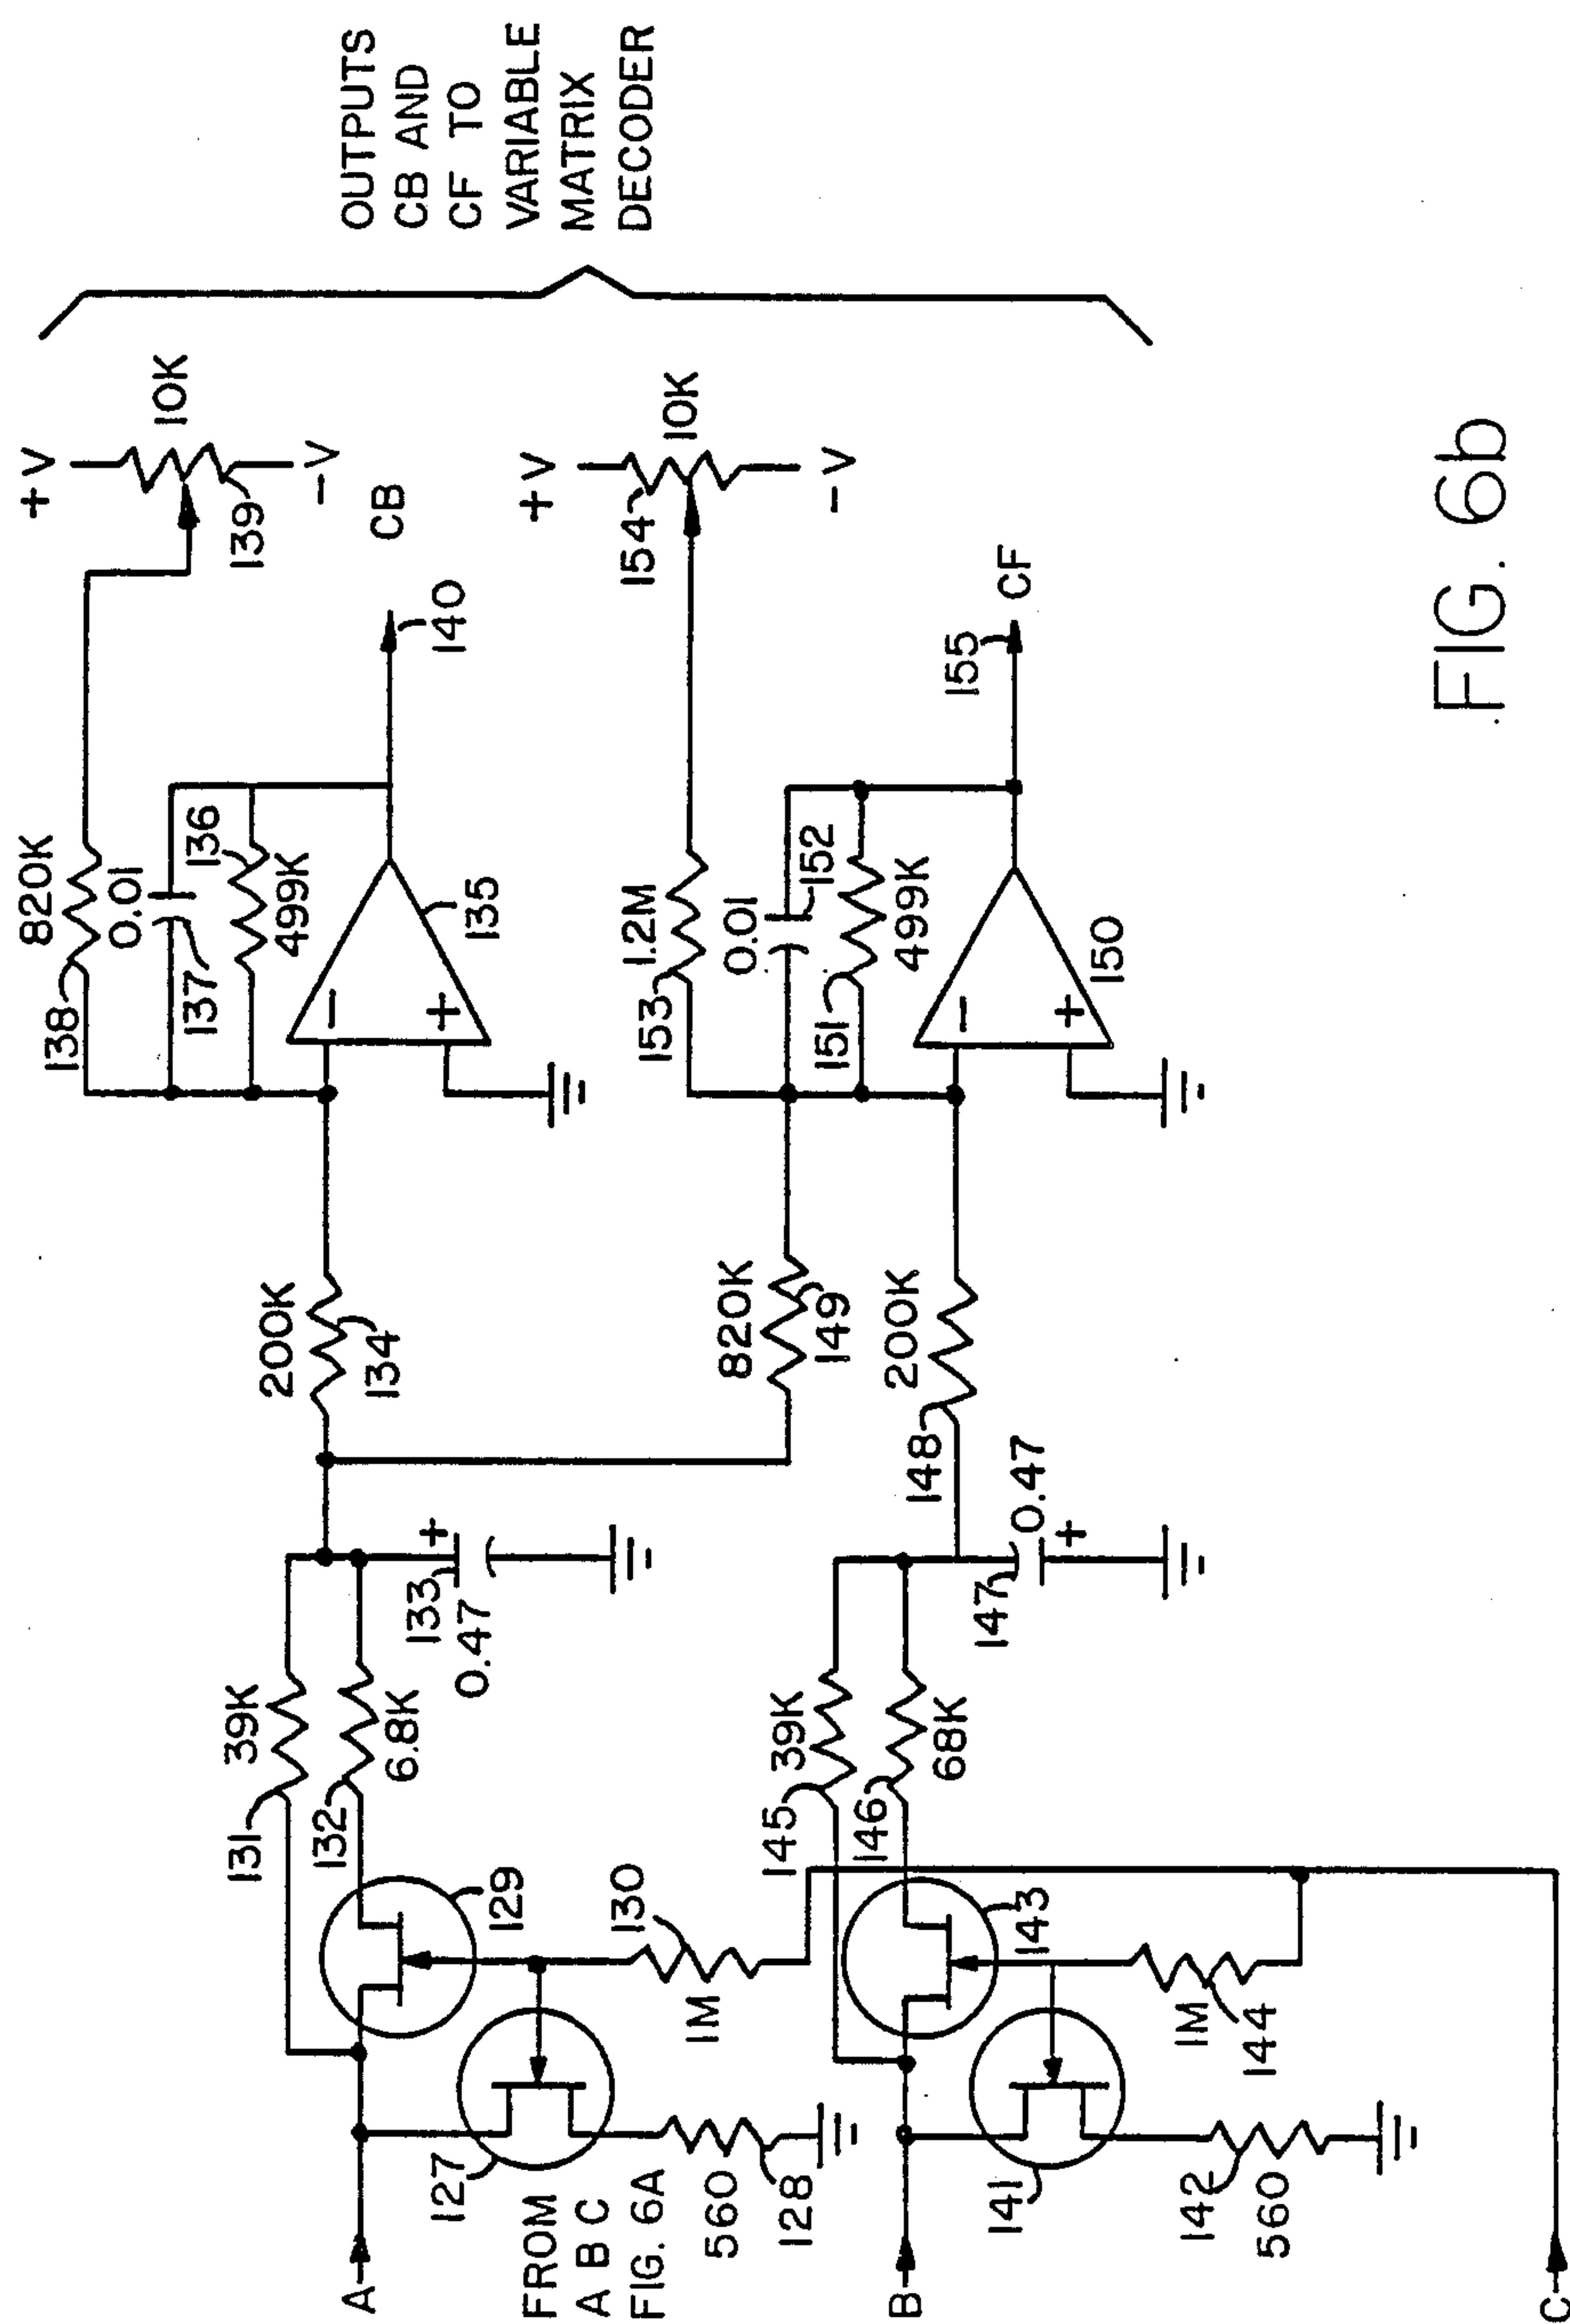 OUTPUTS
CB AND
CF TO
VARIABLE
MATRIX
DECODER
+V
10K
139
-V
820K
138
0.01
137
136
499K
135
CB
140
200K
134
39K
131
132
6.8K
133
+
0.47
129
130
1M
127
128
560
A
FROM
A B C
FIG. 6A
+V
154
10K
-V
1.2M
153
0.01
152
151
499K
150
155
CF
820K
149
200K
148
0.47
147
+
39K
145
146
68K
143
1M
144
141
142
560
B
C
-
+
-
+
FIG. 6b